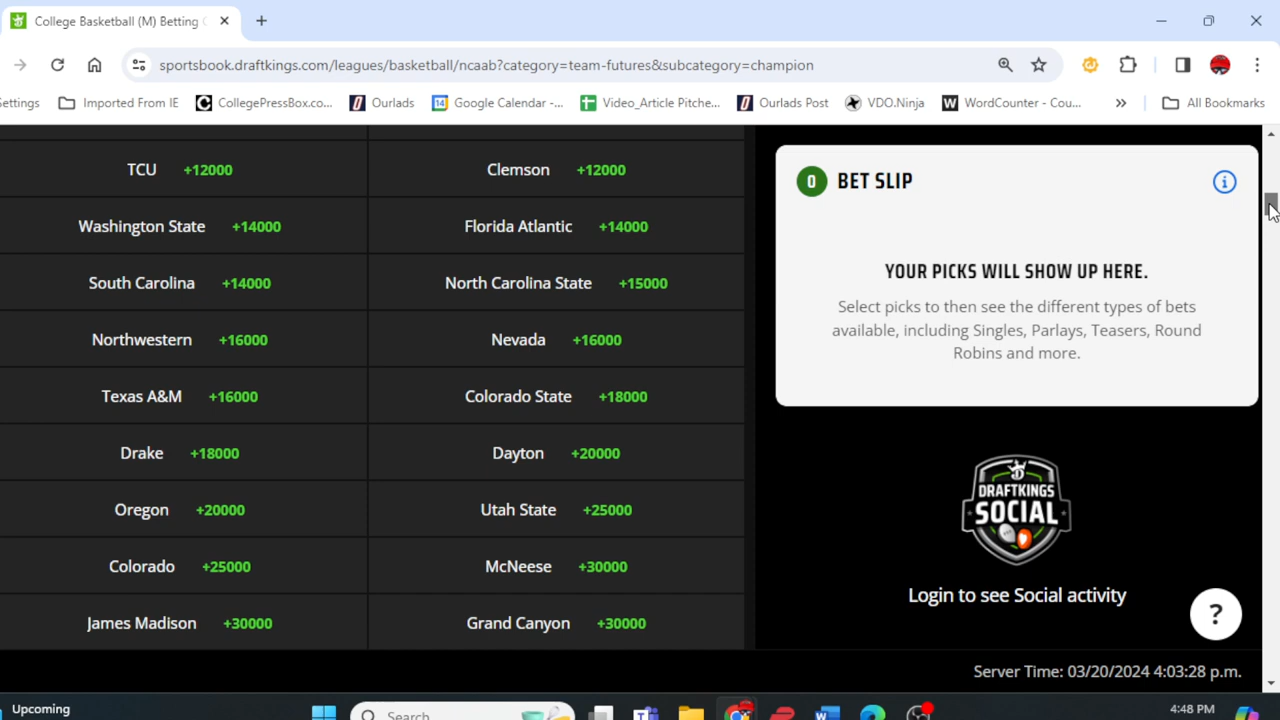 College Basketball (M) Betting
sportsbook.draftkings.com/leagues/basketball/ncaab?category=team-futures&subcategory=champion
ettings Imported From IE CollegePressBox.co... Ourlads Google Calendar -... Video_Article Pitche... Ourlads Post VDO.Ninja WordCounter - Cou... » All Bookmarks
TCU +12000 Clemson +12000
Washington State +14000 Florida Atlantic +14000
South Carolina +14000 North Carolina State +15000
Northwestern +16000 Nevada +16000
Texas A&M +16000 Colorado State +18000
Drake +18000 Dayton +20000
Oregon +20000 Utah State +25000
Colorado +25000 McNeese +30000
James Madison +30000 Grand Canyon +30000
0 BET SLIP
YOUR PICKS WILL SHOW UP HERE.
Select picks to then see the different types of bets
available, including Singles, Parlays, Teasers, Round
Robins and more.
DRAFTKINGS
SOCIAL
Login to see Social activity
?
Server Time: 03/20/2024 4:03:28 p.m.
Upcoming
Search
4:48 PM